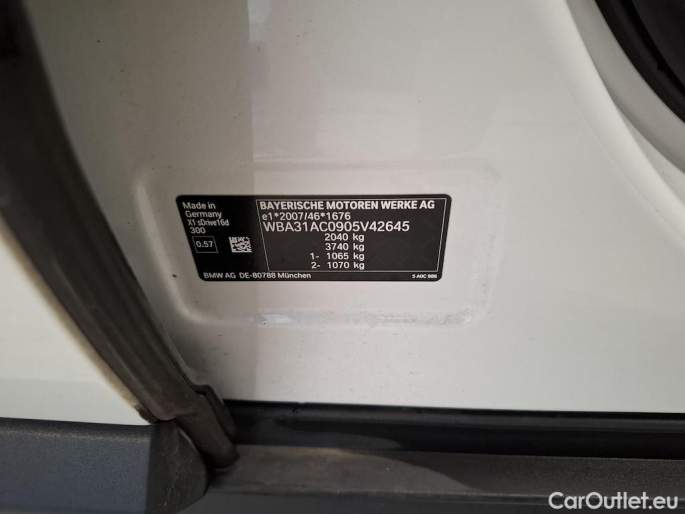 Made in
Germany
X1 sDrive16d
300
0.57
BAYERISCHE MOTOREN WERKE AG
e1*2007/46*1676
WBA31AC0905V42645
2040 kg
3740 kg
1- 1065 kg
2- 1070 kg
BMW AG DE-80788 München
CarOutlet.eu